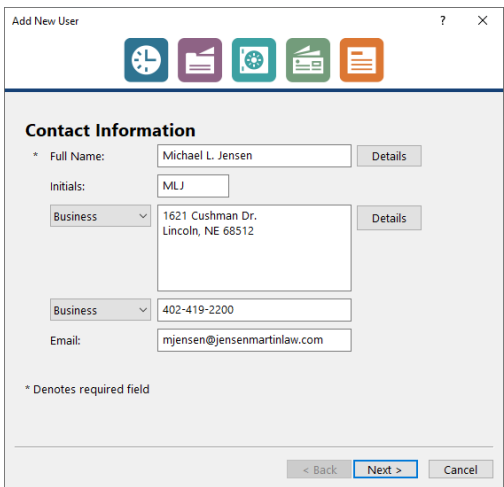 Add New User ? X
Contact Information
* Full Name: Michael L. Jensen Details
Initials: MLJ
Business 1621 Cushman Dr. Details
Lincoln, NE 68512
Business 402-419-2200
Email: mjensen@jensenmartinlaw.com
* Denotes required field
< Back Next > Cancel